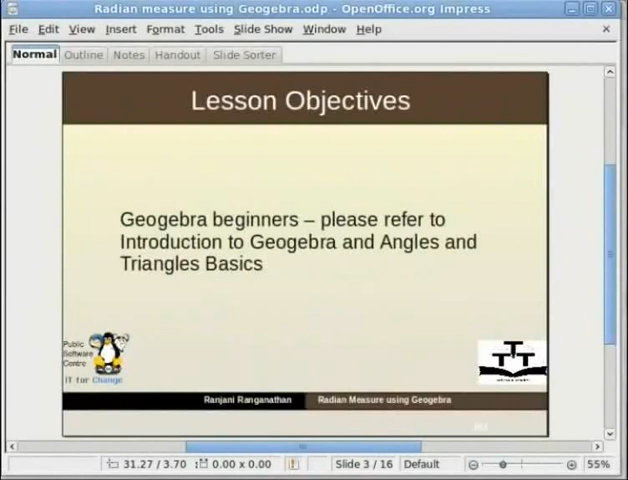 Radian measure using Geogebra.odp - OpenOffice.org Impress
File Edit View Insert Format Tools Slide Show Window Help
Normal Outline Notes Handout Slide Sorter
Lesson Objectives
Geogebra beginners – please refer to
Introduction to Geogebra and Angles and
Triangles Basics
Public
Software
Centre
IT for Change
TTT
Ranjani Ranganathan Radian Measure using Geogebra
31.27 / 3.70 0.00 x 0.00 Slide 3 / 16 Default 55%